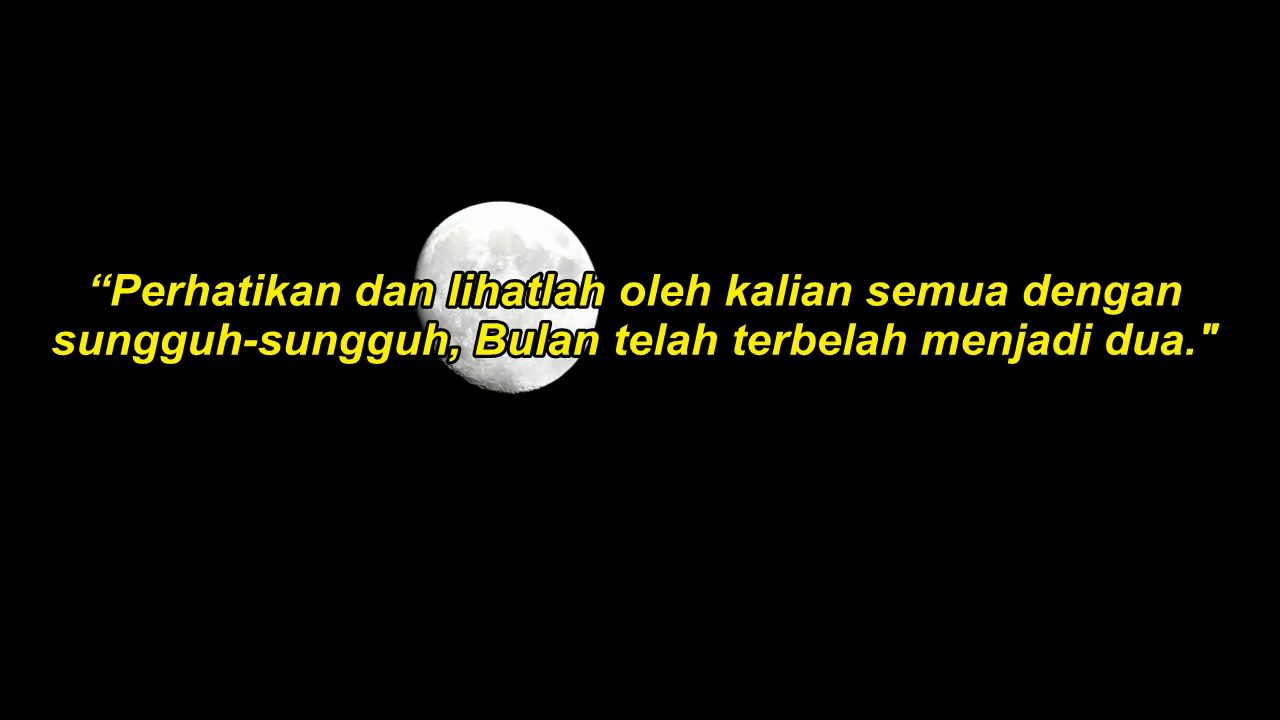 “Perhatikan dan lihatlah oleh kalian semua dengan
sungguh-sungguh, Bulan telah terbelah menjadi dua."